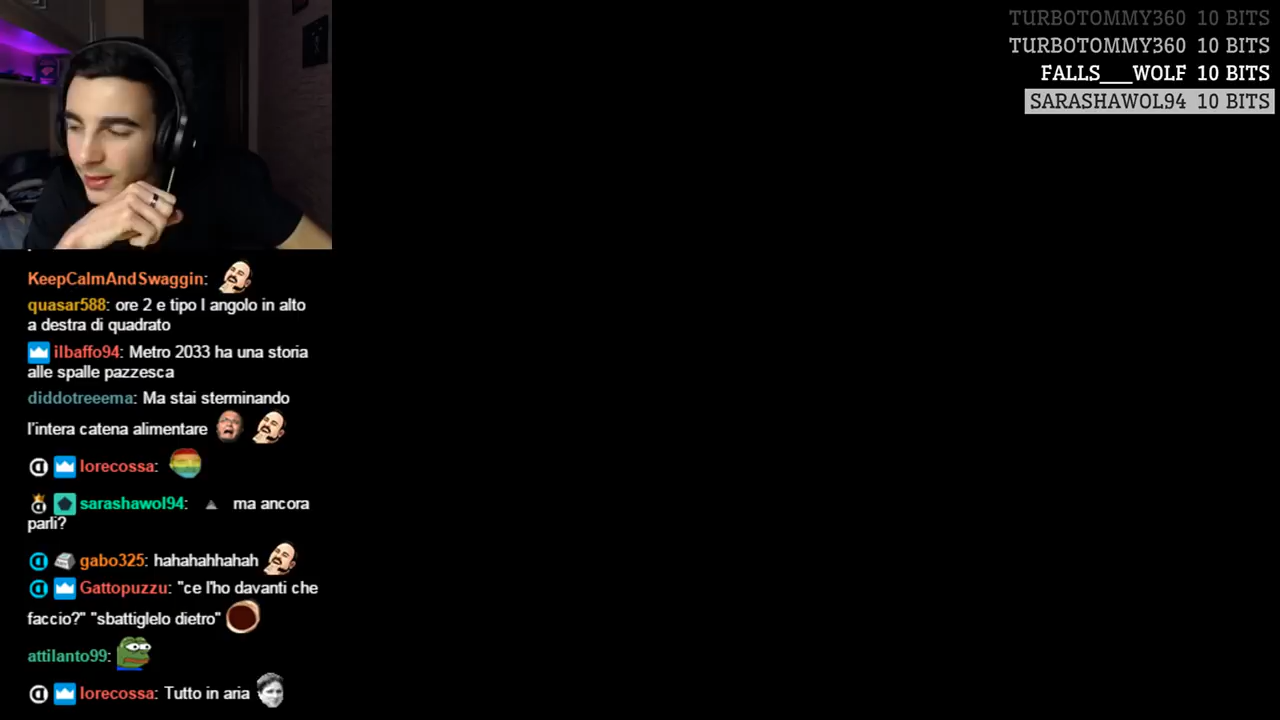 TURBOTOMMY360 10 BITS
TURBOTOMMY360 10 BITS
FALLS___WOLF 10 BITS
SARASHAWOL94 10 BITS
KeepCalmAndSwaggin:
quasar588: ore 2 e tipo l angolo in alto
a destra di quadrato
ilbaffo94: Metro 2033 ha una storia
alle spalle pazzesca
diddotreeema: Ma stai sterminando
l'intera catena alimentare
lorecossa:
sarashawol94: ma ancora
parli?
gabo325: hahahahhahah
Gattopuzzu: "ce l'ho davanti che
faccio?" "sbattiglelo dietro"
attilanto99:
lorecossa: Tutto in aria